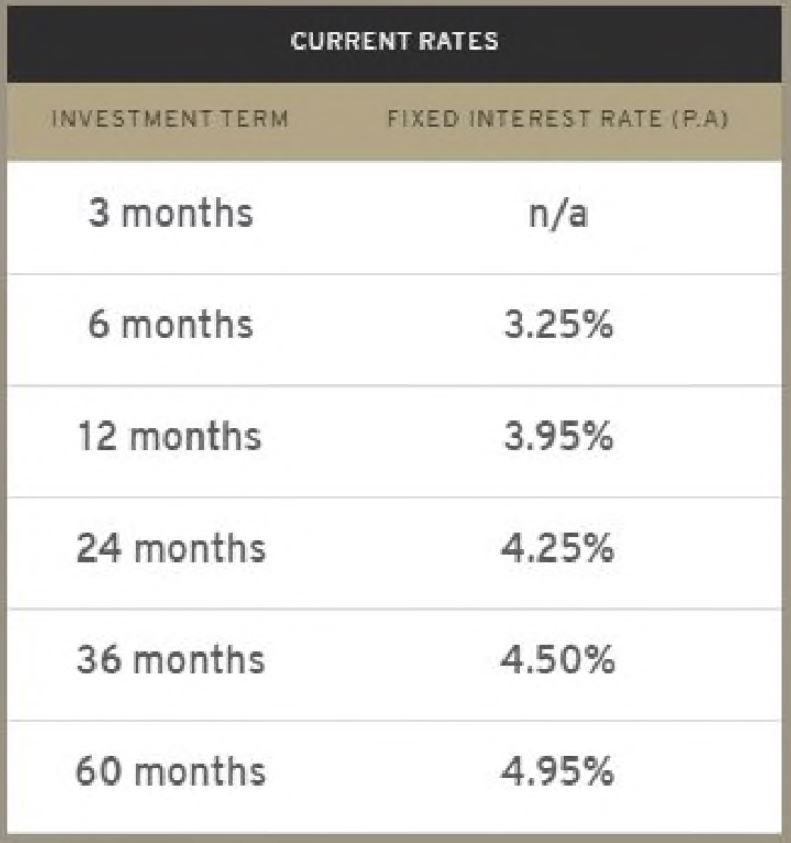 CURRENT RATES
INVESTMENT TERM FIXED INTEREST RATE (P.A)
3 months n/a
6 months 3.25%
12 months 3.95%
24 months 4.25%
36 months 4.50%
60 months 4.95%